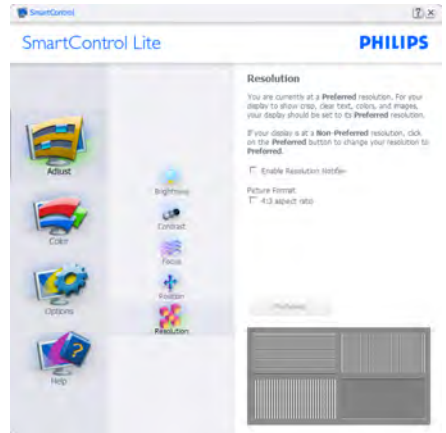 SmartControl
SmartControl Lite
PHILIPS
Resolution
You are currently at a Preferred resolution. For your
display to show crisp, clear text, colors, and images,
your display should be set to its Preferred resolution.
If your display is at a Non-Preferred resolution, click
on the Preferred button to change your resolution to
Preferred.
Enable Resolution Notifier
Picture Format
4:3 aspect ratio
Adjust
Color
Options
Help
Brightness
Contrast
Focus
Position
Resolution
Preferred